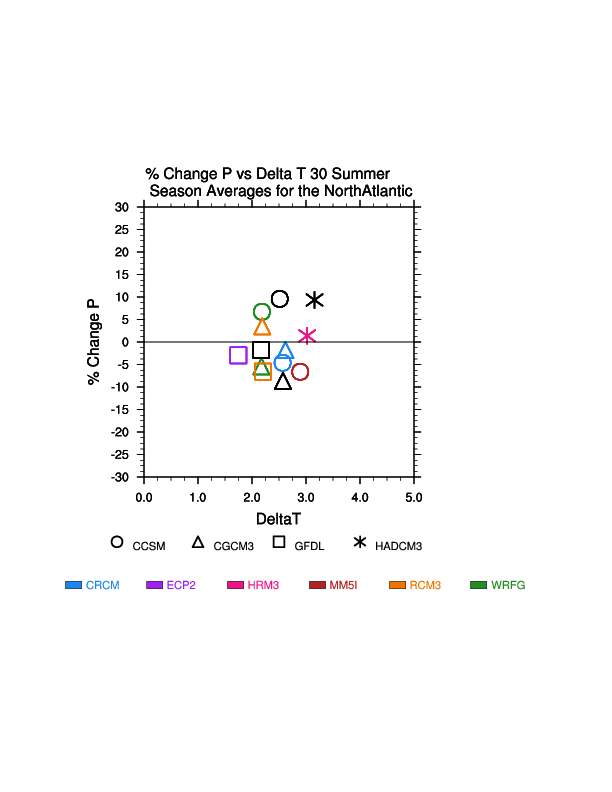 % Change P vs Delta T 30 Summer
Season Averages for the NorthAtlantic
30
25
20
15
10
5
0
-5
-10
-15
-20
-25
-30
% Change P
0.0 1.0 2.0 3.0 4.0 5.0
DeltaT
CCSM CGCM3 GFDL HADCM3
CRCM ECP2 HRM3 MM5I RCM3 WRFG